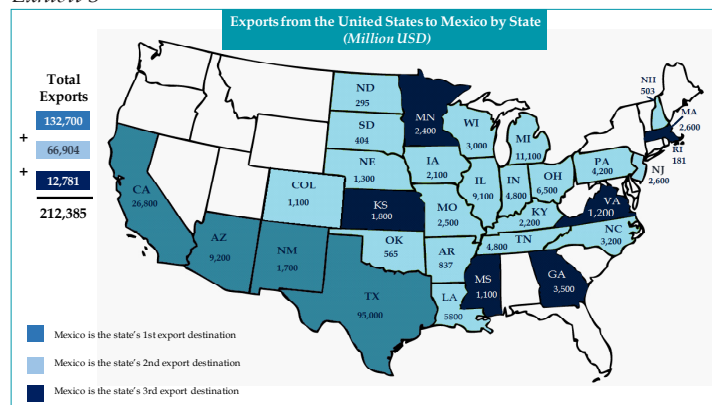 Exports from the United States to Mexico by State
(Million USD)
Total
Exports
132,700
+
66,904
+
12,781
212,385
ND
295
MN
2,400
SD
404
WI
3,000
MI
11,100
NH
503
MA
2,600
RI
181
NJ
2,600
NE
1,300
IA
2,100
PA
4,200
OH
6,500
IL
9,100
IN
4,800
CA
26,800
COL
1,100
KS
1,000
MO
2,500
KY
2,200
VA
1,200
NC
3,200
4,800 TN
AZ
9,200
NM
1,700
OK
565
AR
837
MS
1,100
GA
3,500
TX
95,000
LA
5800
Mexico is the state's 1st export destination
Mexico is the state's 2nd export destination
Mexico is the state's 3rd export destination